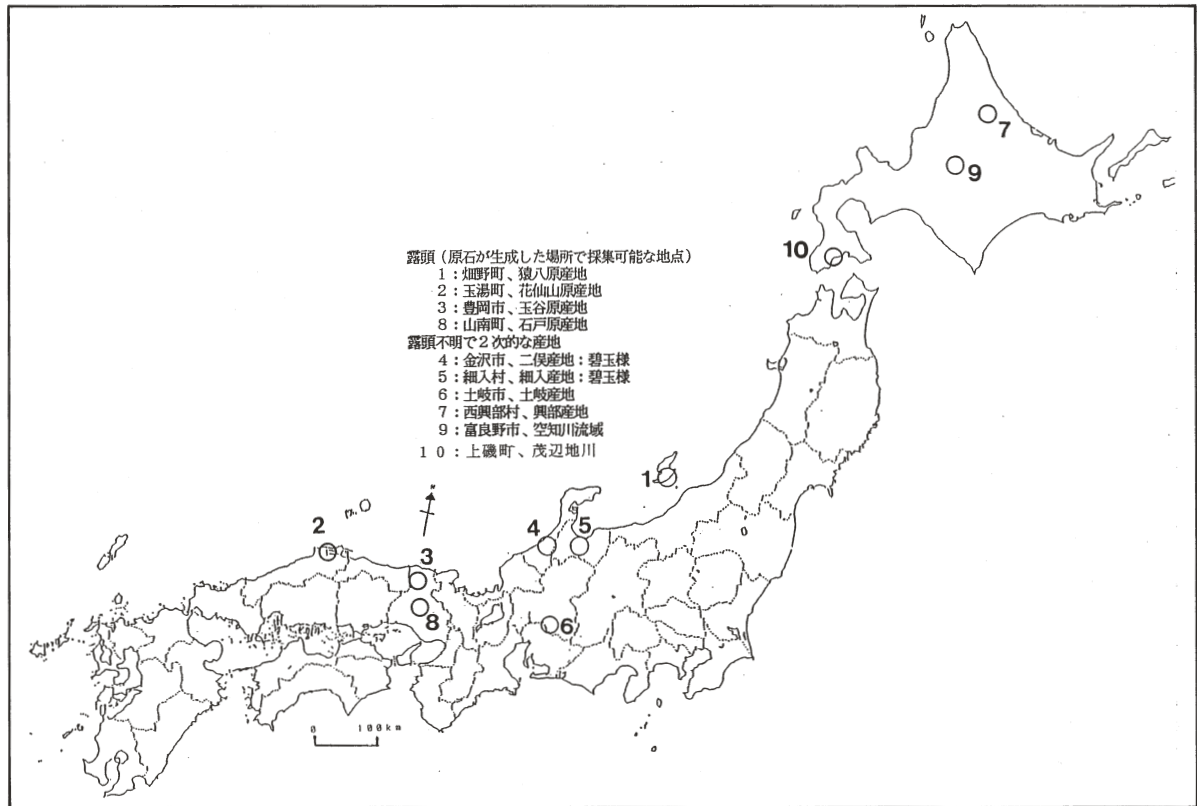 露頭(原石が生成した場所で採集可能な地点)
1:畑野町、猿八原産地
2:玉湯町、花仙山原産地
3:豊岡市、玉谷原産地
8:山南町、石戸原産地
露頭不明で2次的な産地
4:金沢市、二俣産地:碧玉様
5:細入村、細入産地:碧玉様
6:土岐市、土岐産地
7:西興部村、興部産地
9:富良野市、空知川流域
10:上磯町、茂辺地川
7
9
10
1
2
3
4
5
8
6
0 100km